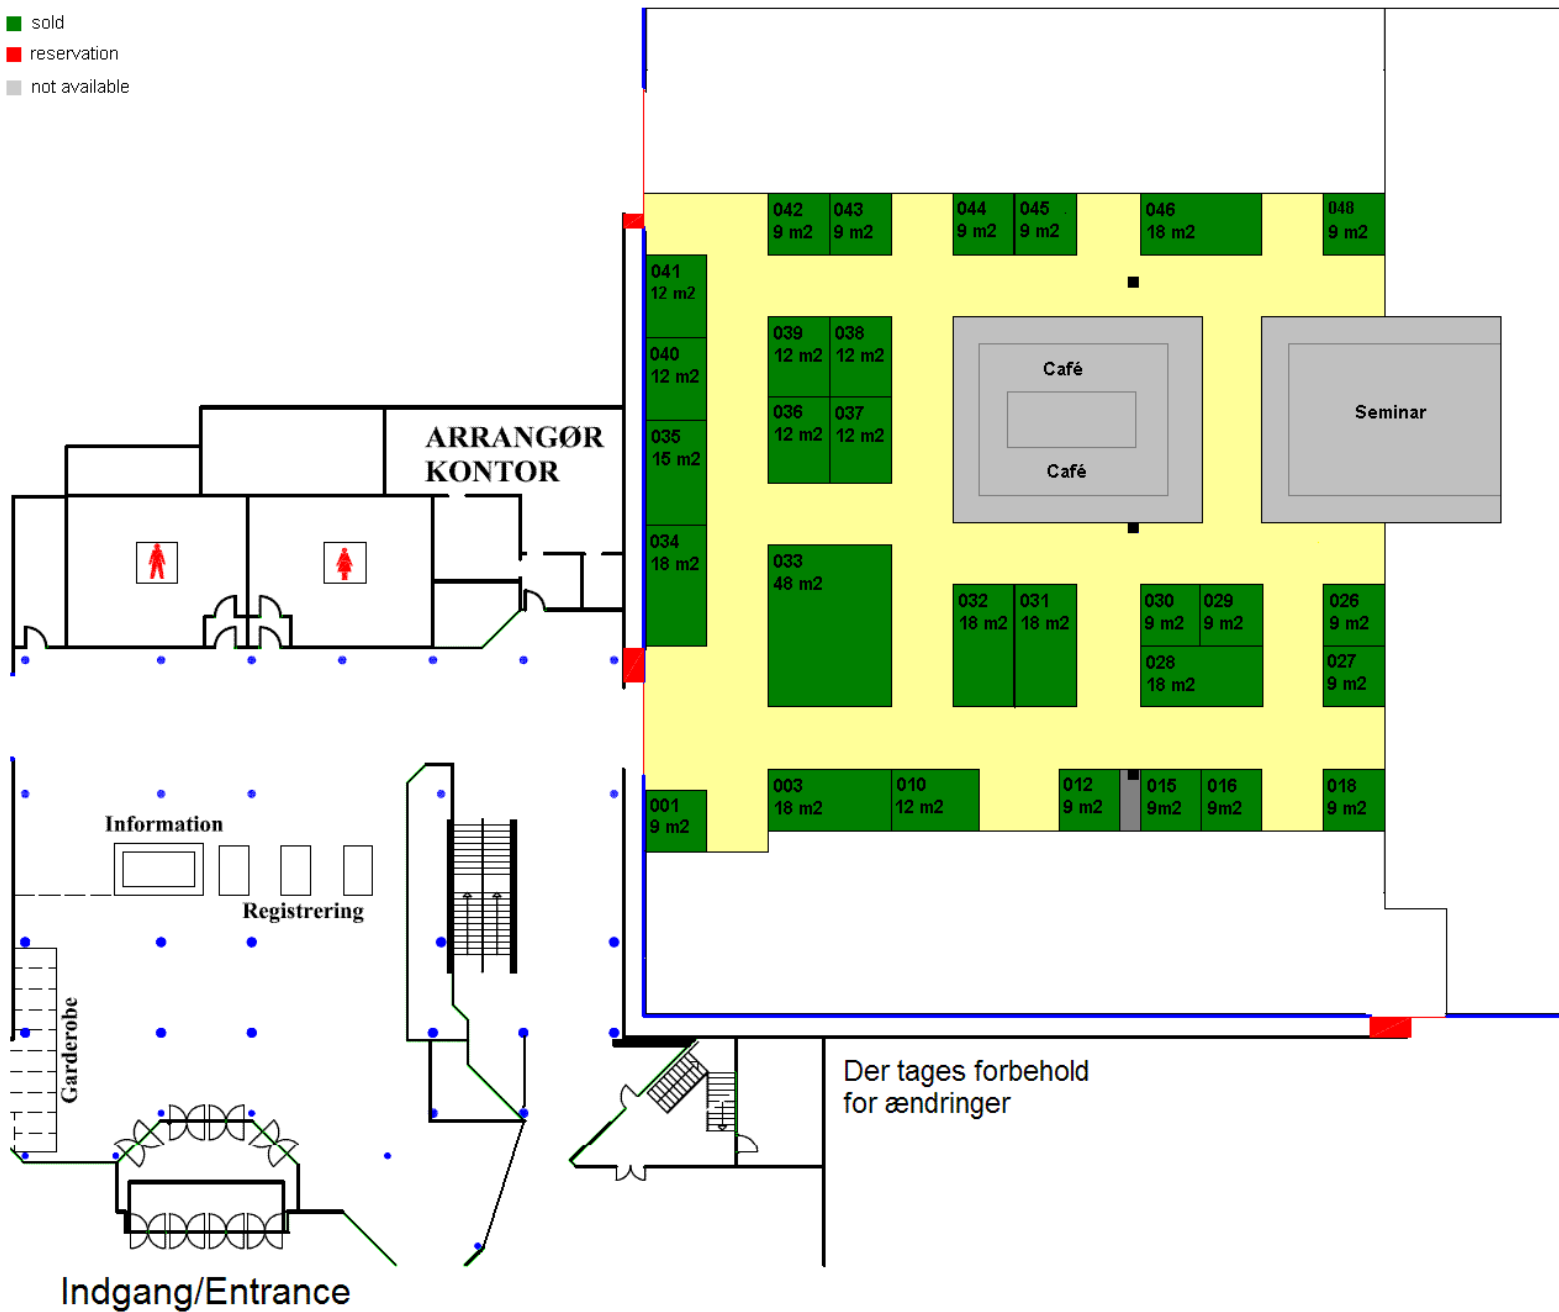 sold
reservation
not available
042
9 m2
043
9 m2
044
9 m2
045
9 m2
046
18 m2
048
9 m2
041
12 m2
040
12 m2
035
15 m2
034
18 m2
039
12 m2
038
12 m2
036
12 m2
037
12 m2
Café
Café
Seminar
ARRANGØR
KONTOR
033
48 m2
032
18 m2
031
18 m2
030
9 m2
029
9 m2
028
18 m2
026
9 m2
027
9 m2
001
9 m2
003
18 m2
010
12 m2
012
9 m2
015
9m2
016
9m2
018
9 m2
Information
Registrering
Garderobe
Der tages forbehold
for ændringer
Indgang/Entrance